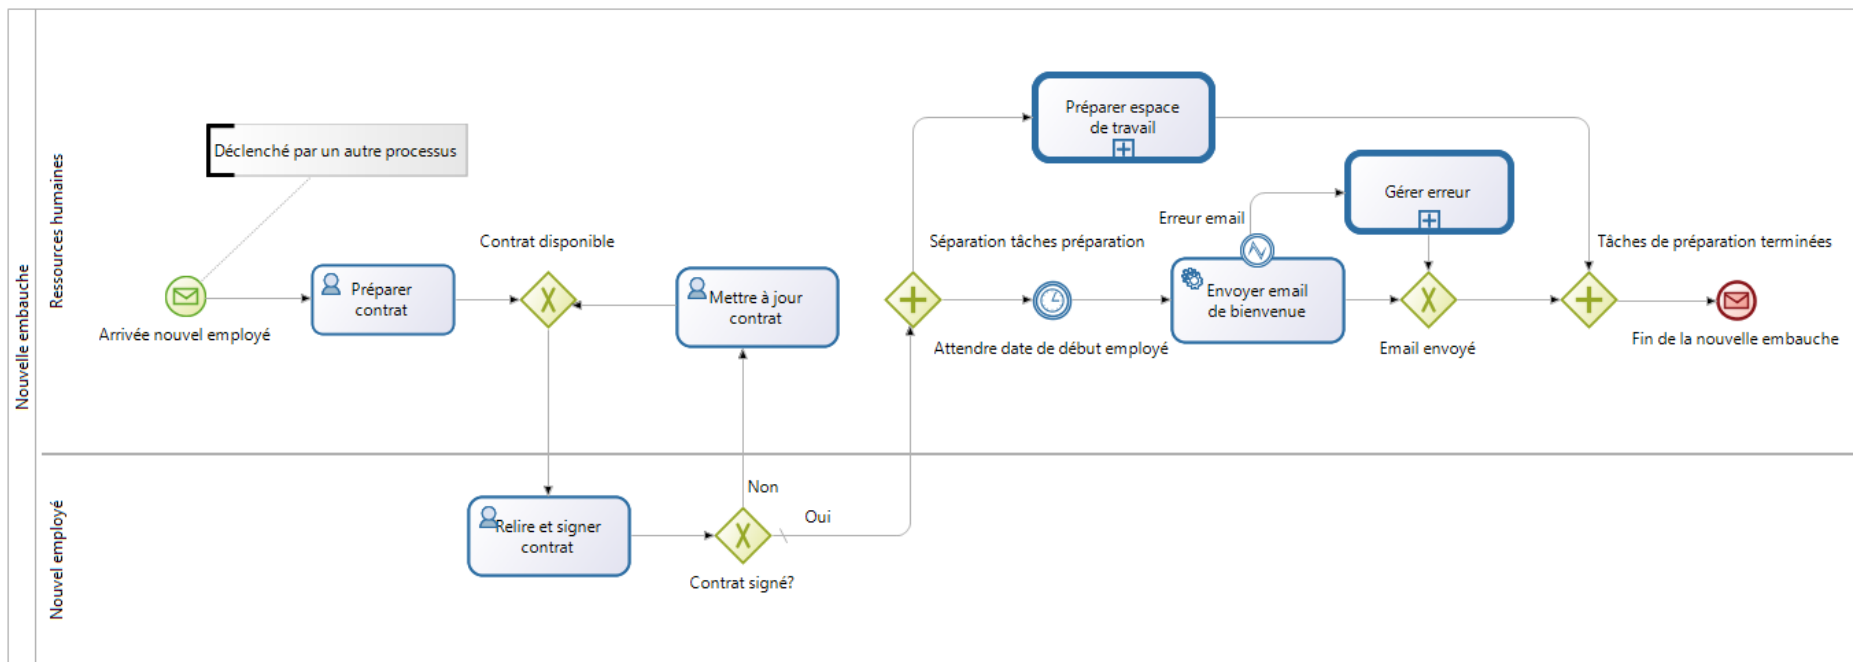 Nouvelle embauche
Ressources humaines
Déclenché par un autre processus
Arrivée nouvel employé
Préparer
contrat
Contrat disponible
Mettre à jour
contrat
Séparation tâches préparation
Préparer espace
de travail
Attendre date de début employé
Erreur email
Envoyer email
de bienvenue
Gérer erreur
Email envoyé
Tâches de préparation terminées
Fin de la nouvelle embauche
Nouvel employé
Relire et signer
contrat
Non
Oui
Contrat signé?